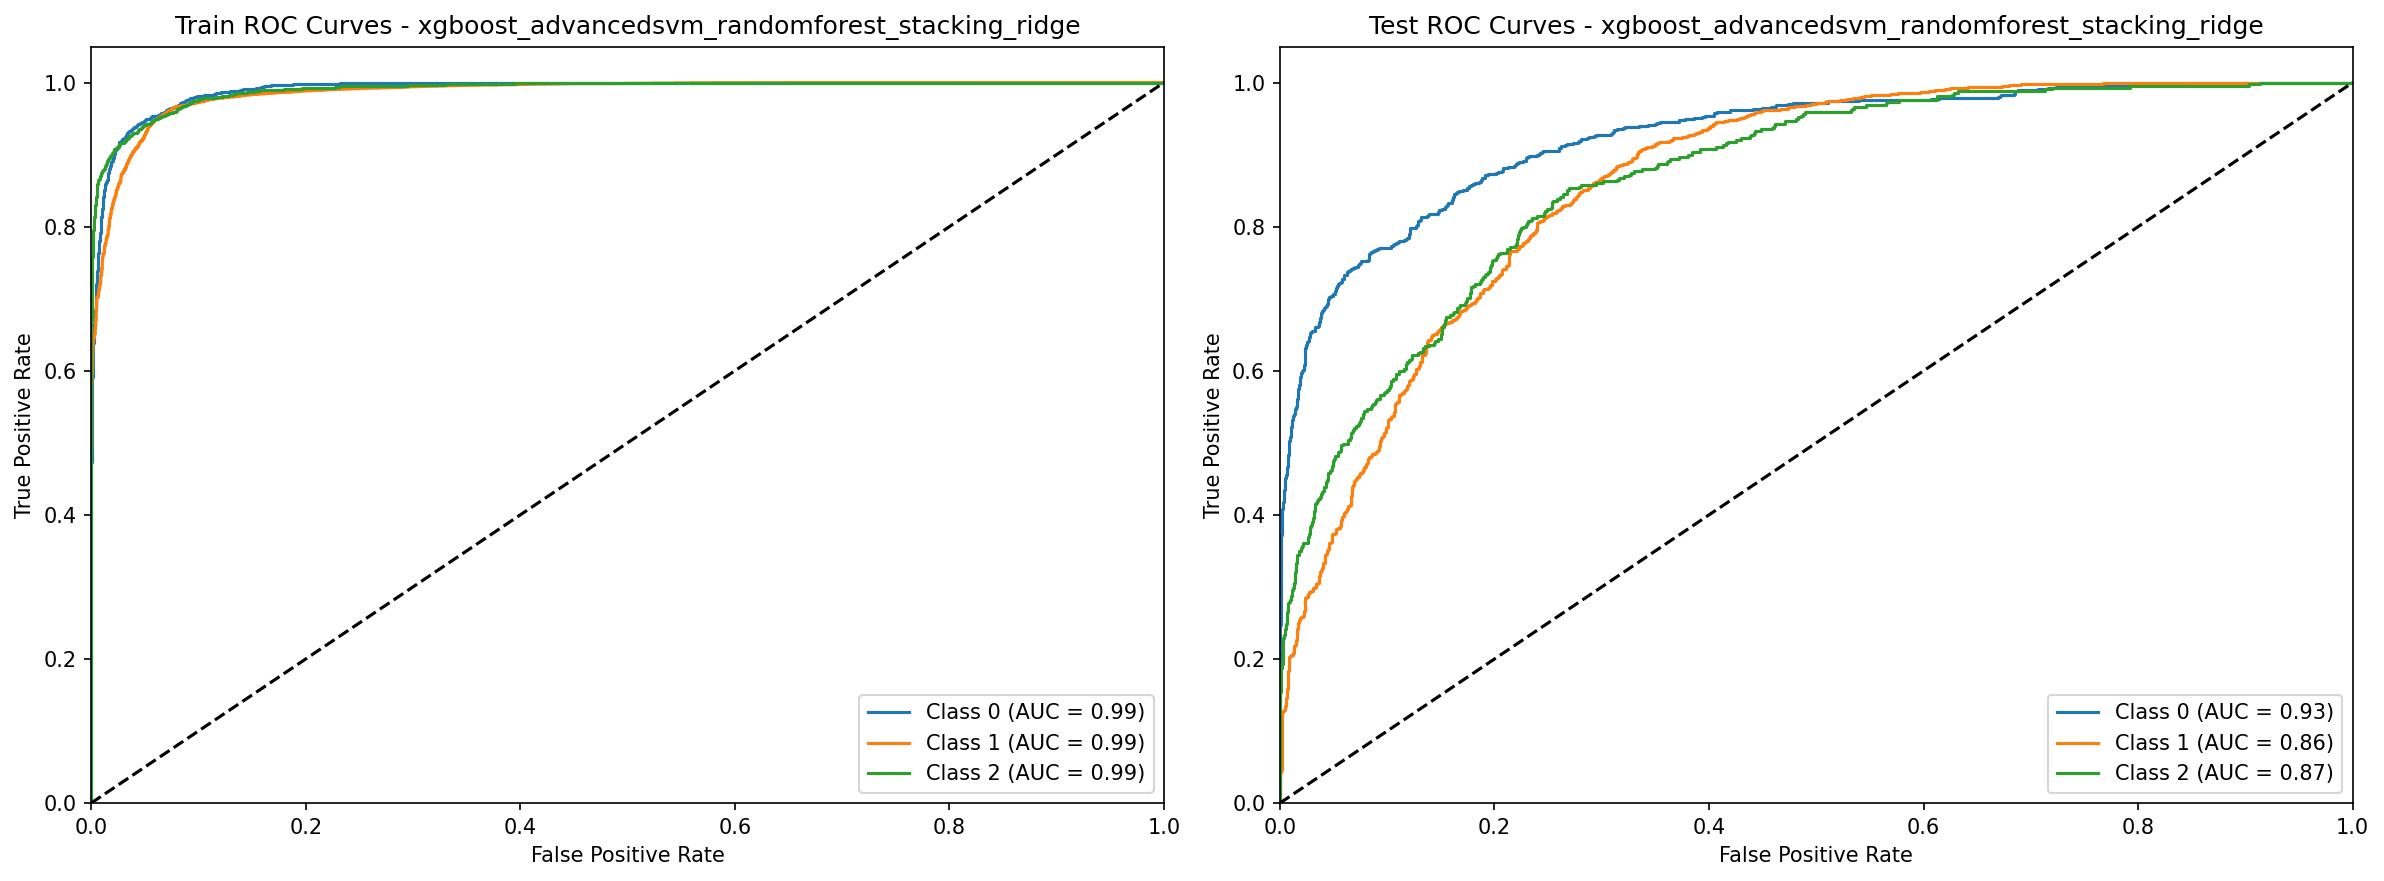 Train ROC Curves - xgboost_advancedsvm_randomforest_stacking_ridge
True Positive Rate
1.0
0.8
0.6
0.4
0.2
0.0
0.0 0.2 0.4 0.6 0.8 1.0
False Positive Rate
Class 0 (AUC = 0.99)
Class 1 (AUC = 0.99)
Class 2 (AUC = 0.99)
Test ROC Curves - xgboost_advancedsvm_randomforest_stacking_ridge
True Positive Rate
1.0
0.8
0.6
0.4
0.2
0.0
0.0 0.2 0.4 0.6 0.8 1.0
False Positive Rate
Class 0 (AUC = 0.93)
Class 1 (AUC = 0.86)
Class 2 (AUC = 0.87)